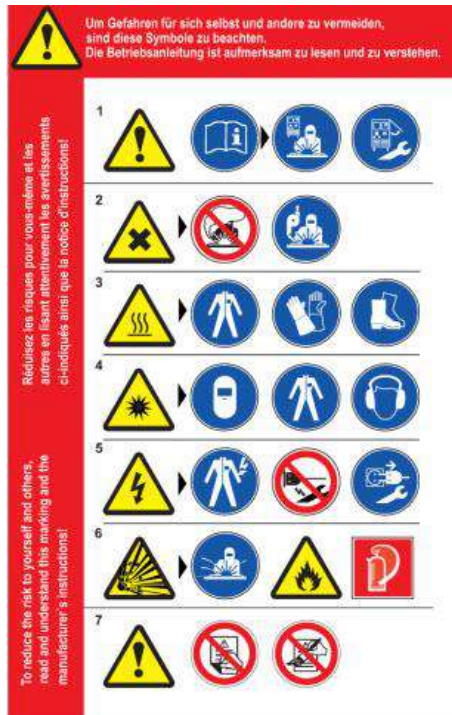 Um Gefahren für sich selbst und andere zu vermeiden,
sind diese Symbole zu beachten.
Die Betriebsanleitung ist aufmerksam zu lesen und zu verstehen.
Réduisez les risques pour vous-même et les
autres en lisant attentivement les avertissements
ci-indiqués ainsi que la notice d'instructions!
To reduce the risk to yourself and others,
read and understand this marking and the
manufacturer's instructions!
1
2
3
4
5
6
7